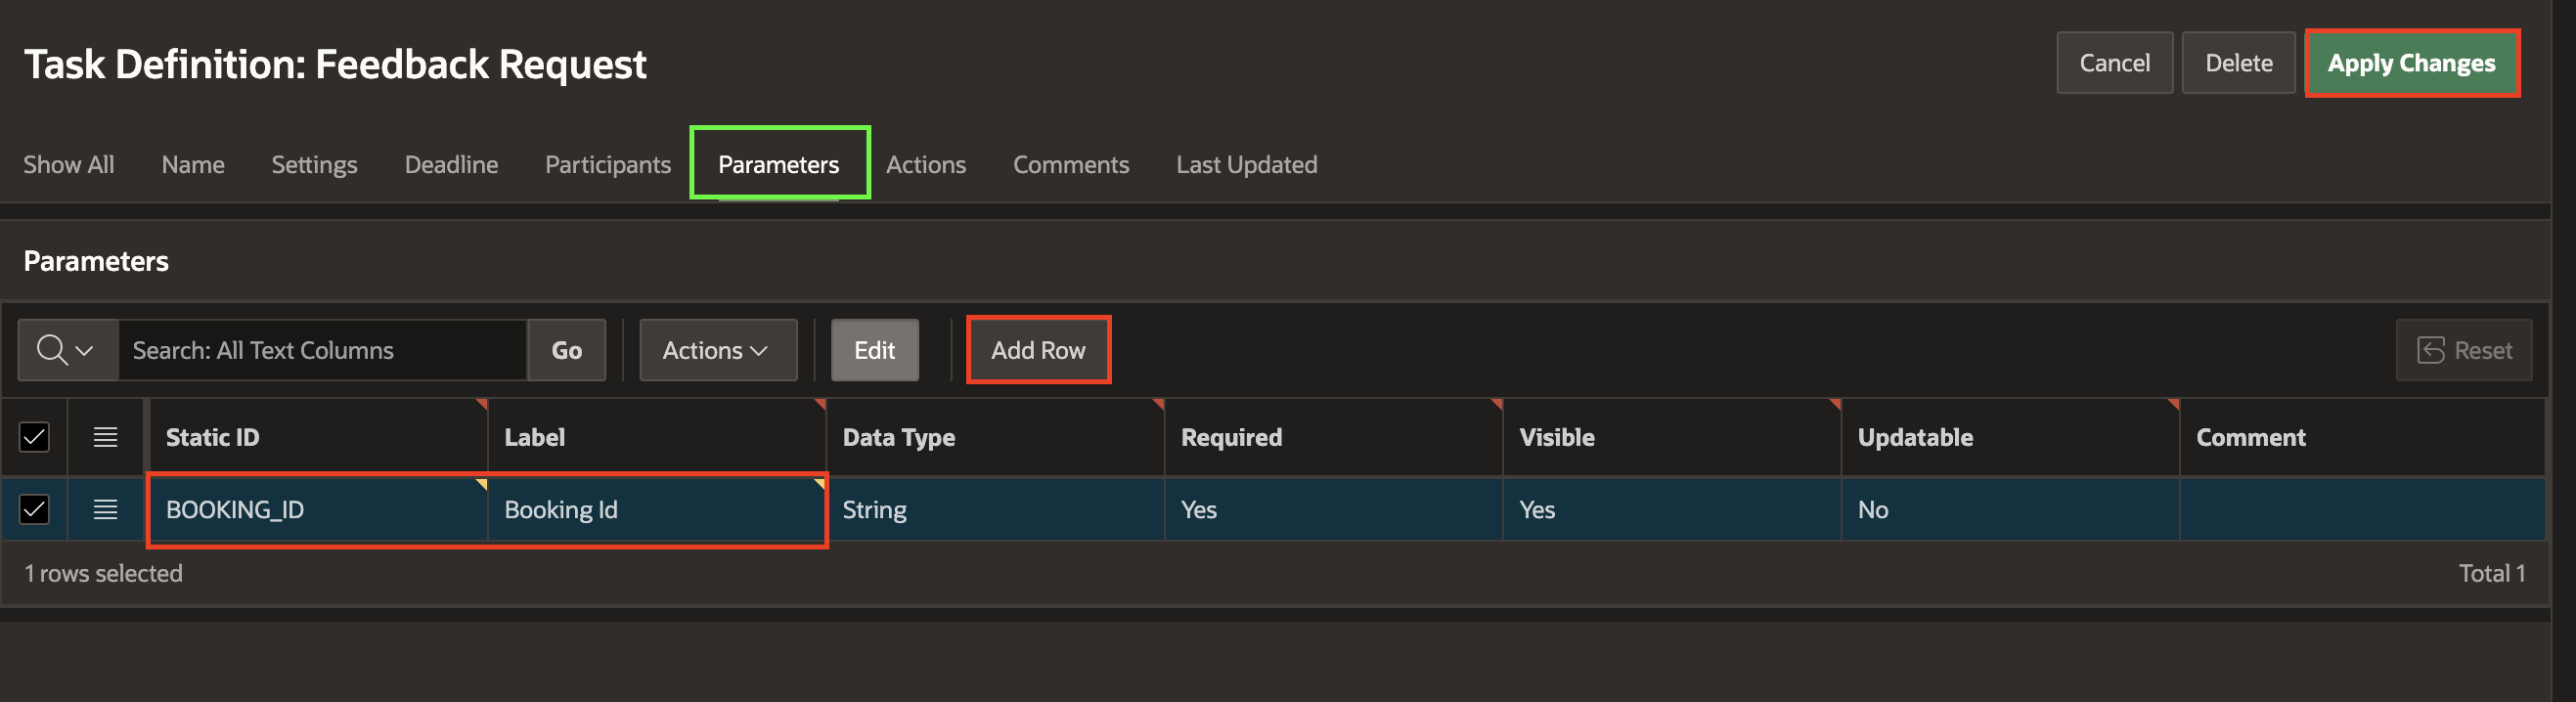 Task Definition: Feedback Request
Cancel Delete Apply Changes
Show All Name Settings Deadline Participants Parameters Actions Comments Last Updated
Parameters
Search: All Text Columns Go Actions Edit Add Row Reset
Static ID Label Data Type Required Visible Updatable Comment
BOOKING_ID Booking Id String Yes Yes No
1 rows selected Total 1